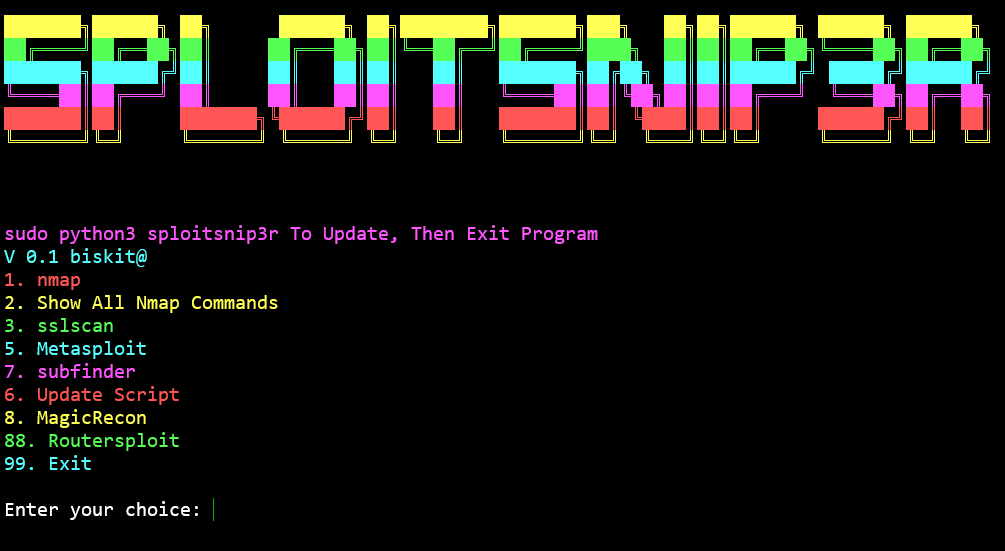 SPLOITSNIP3R
sudo python3 sploitsnip3r To Update, Then Exit Program
V 0.1 biskit@
1. nmap
2. Show All Nmap Commands
3. sslscan
5. Metasploit
7. subfinder
6. Update Script
8. MagicRecon
88. Routersploit
99. Exit
Enter your choice: